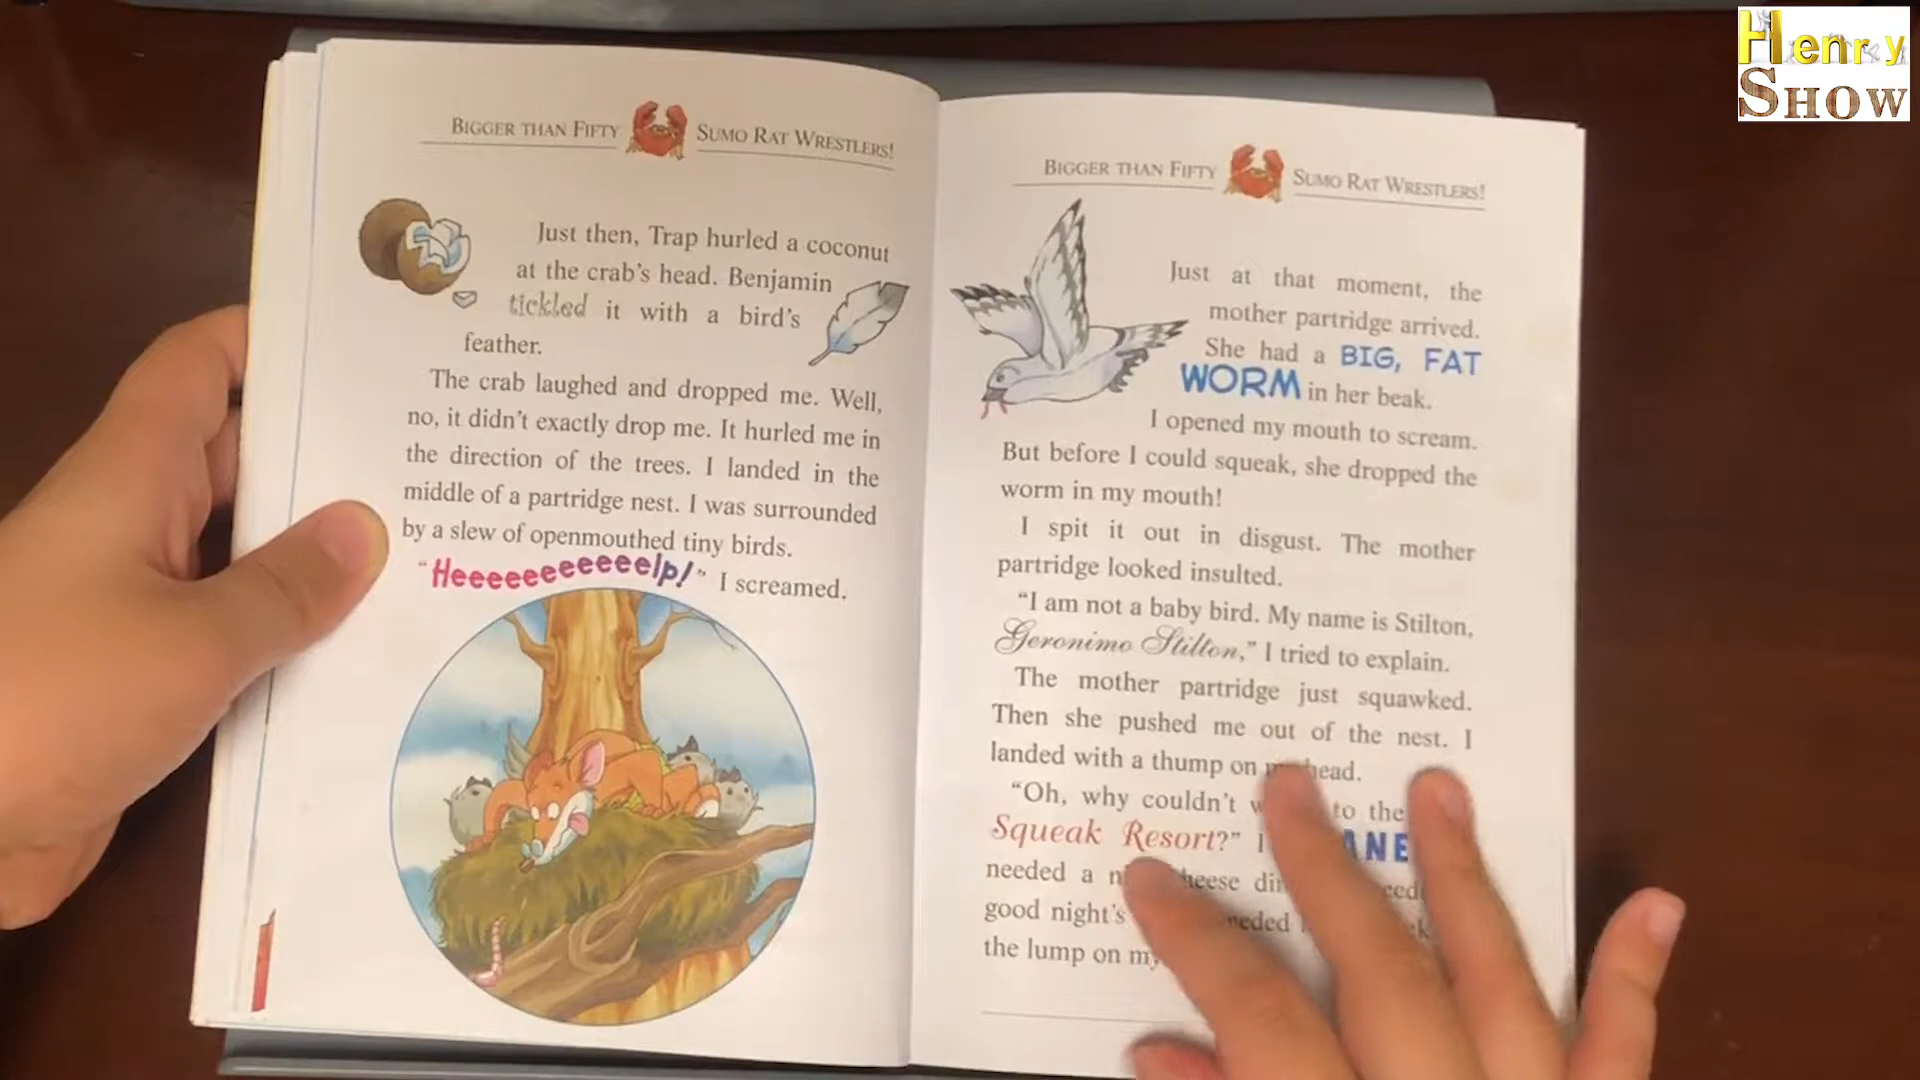 Henry
SHOW
BIGGER THAN FIFTY SUMO RAT WRESTLERS!
Just then, Trap hurled a coconut
at the crab's head. Benjamin
tickled it with a bird's
feather.
The crab laughed and dropped me. Well,
no, it didn't exactly drop me. It hurled me in
the direction of the trees. I landed in the
middle of a partridge nest. I was surrounded
by a slew of openmouthed tiny birds.
"Heeeeeeeeeeelp!" I screamed.
BIGGER THAN FIFTY SUMO RAT WRESTLERS!
Just at that moment, the
mother partridge arrived.
She had a BIG, FAT
WORM in her beak.
I opened my mouth to scream.
But before I could squeak, she dropped the
worm in my mouth!
I spit it out in disgust. The mother
partridge looked insulted.
"I am not a baby bird. My name is Stilton,
Geronimo Stilton," I tried to explain.
The mother partridge just squawked.
Then she pushed me out of the nest. I
landed with a thump on head.
"Oh, why couldn't to the
Squeak Resort?" I
needed a
good night's
the lump on